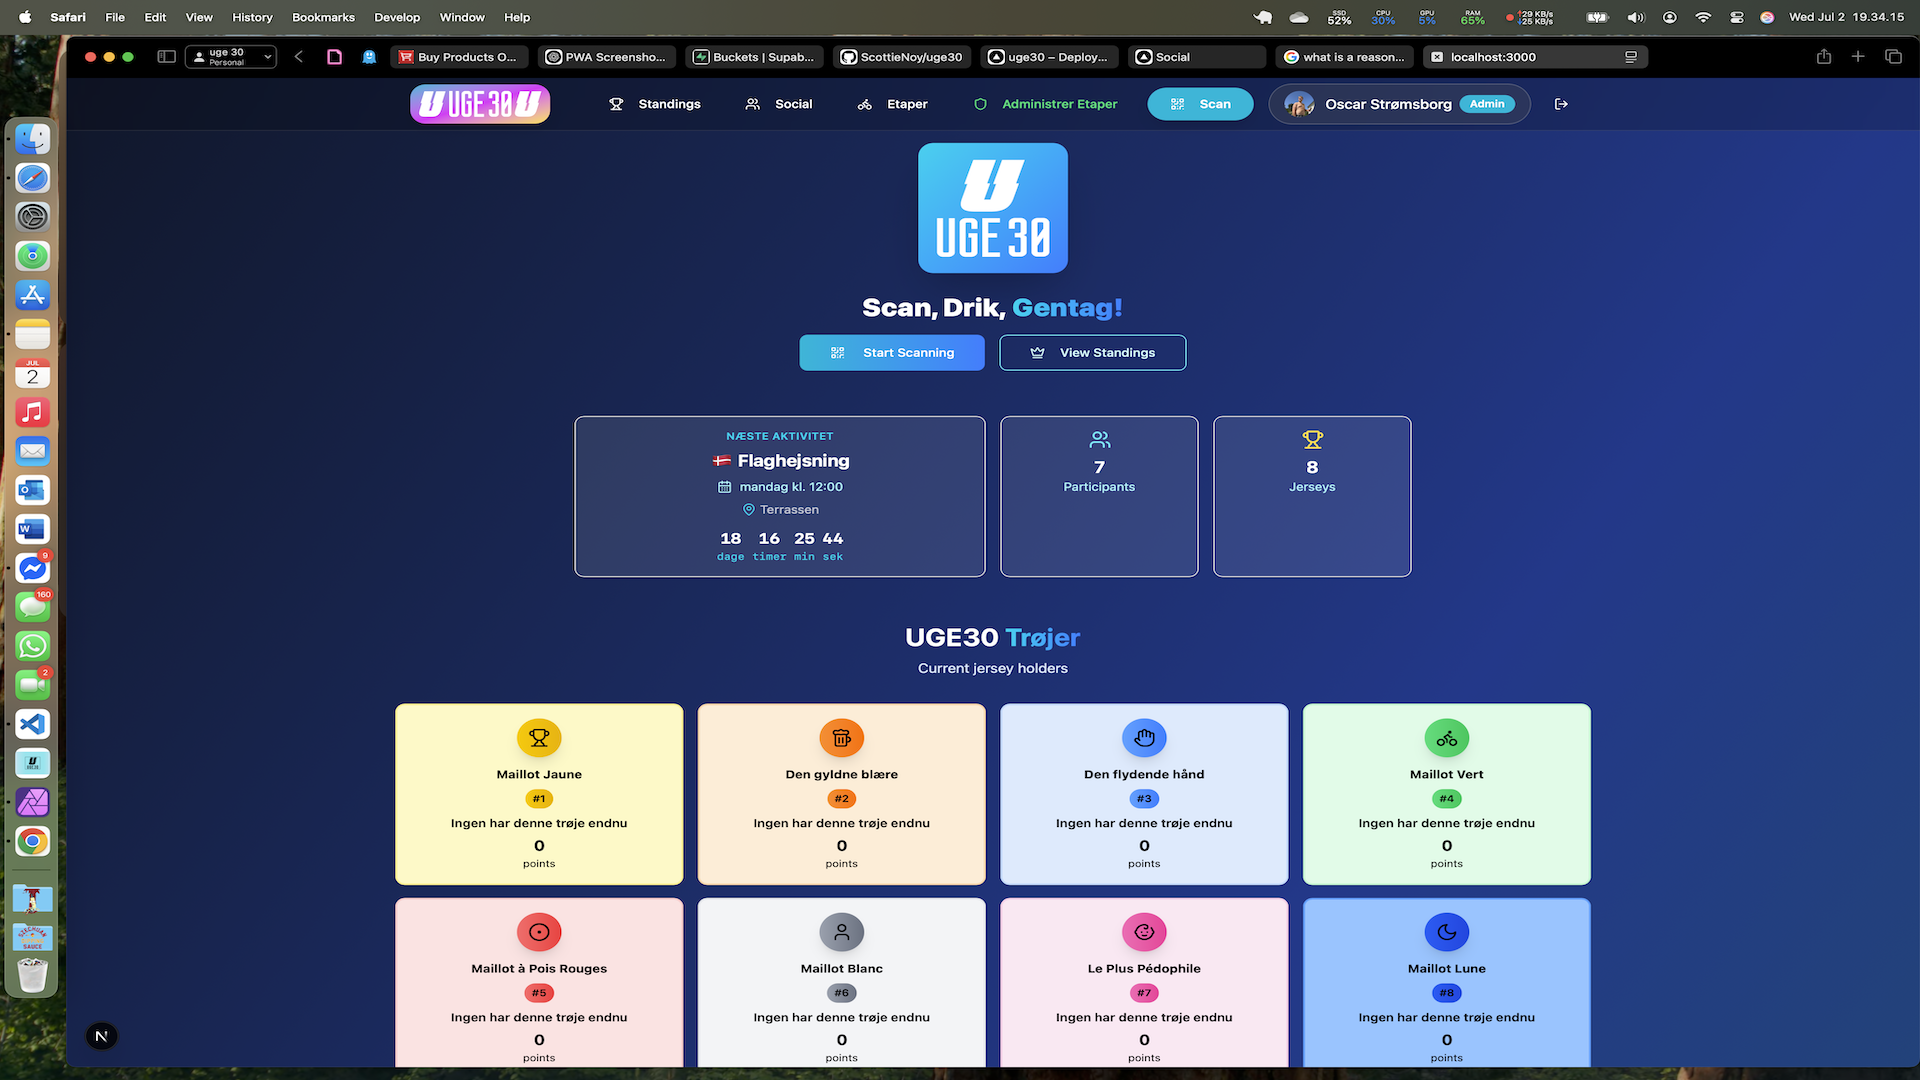 Safari File Edit View History Bookmarks Develop Window Help
SSD 52% CPU 30% GPU 5% RAM 65% 29 KB/s 25 KB/s Wed Jul 2 19.34.15
uge 30
Personal
Buy Products O... PWA Screensho... Buckets | Supab... ScottieNoy/uge30 uge30 – Deploy... Social what is a reason... localhost:3000
UGE 30 Standings Social Etaper Administrer Etaper Scan Oscar Strømsborg Admin
UGE 30
Scan, Drik, Gentag!
Start Scanning View Standings
NÆSTE AKTIVITET
🇩🇰 Flaghejsning
mandag kl. 12:00
Terrassen
18 16 25 44
dage timer min sek
7
Participants
8
Jerseys
UGE30 Trøjer
Current jersey holders
Maillot Jaune
#1
Ingen har denne trøje endnu
0
points
Den gyldne blære
#2
Ingen har denne trøje endnu
0
points
Den flydende hånd
#3
Ingen har denne trøje endnu
0
points
Maillot Vert
#4
Ingen har denne trøje endnu
0
points
Maillot à Pois Rouges
#5
Ingen har denne trøje endnu
0
points
Maillot Blanc
#6
Ingen har denne trøje endnu
0
points
Le Plus Pédophile
#7
Ingen har denne trøje endnu
0
points
Maillot Lune
#8
Ingen har denne trøje endnu
0
points
JUL
2
9
160
2
N